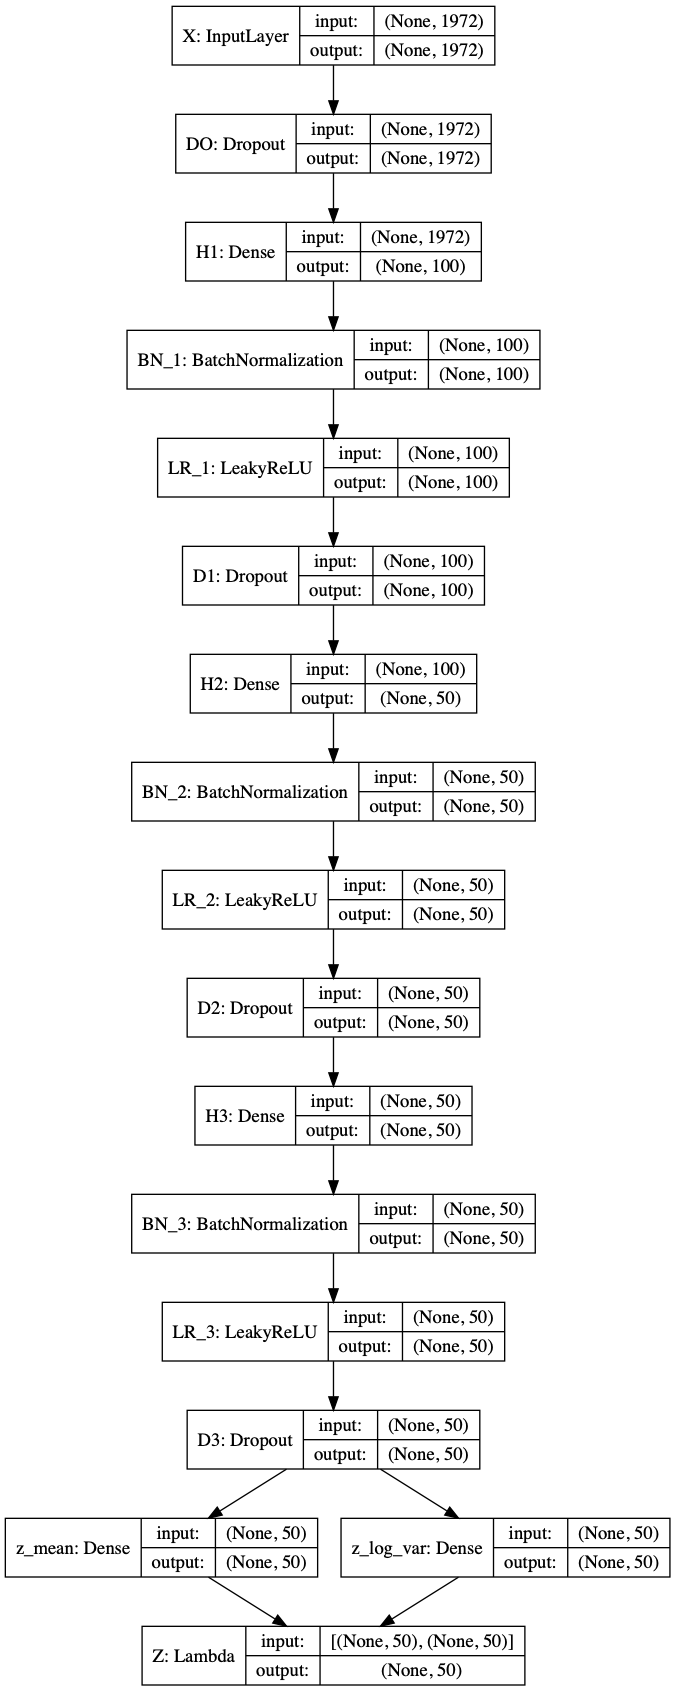 X: InputLayer
input: (None, 1972)
output: (None, 1972)
DO: Dropout
input: (None, 1972)
output: (None, 1972)
H1: Dense
input: (None, 1972)
output: (None, 100)
BN_1: BatchNormalization
input: (None, 100)
output: (None, 100)
LR_1: LeakyReLU
input: (None, 100)
output: (None, 100)
D1: Dropout
input: (None, 100)
output: (None, 100)
H2: Dense
input: (None, 100)
output: (None, 50)
BN_2: BatchNormalization
input: (None, 50)
output: (None, 50)
LR_2: LeakyReLU
input: (None, 50)
output: (None, 50)
D2: Dropout
input: (None, 50)
output: (None, 50)
H3: Dense
input: (None, 50)
output: (None, 50)
BN_3: BatchNormalization
input: (None, 50)
output: (None, 50)
LR_3: LeakyReLU
input: (None, 50)
output: (None, 50)
D3: Dropout
input: (None, 50)
output: (None, 50)
z_mean: Dense
input: (None, 50)
output: (None, 50)
z_log_var: Dense
input: (None, 50)
output: (None, 50)
Z: Lambda
input: [(None, 50), (None, 50)]
output: (None, 50)